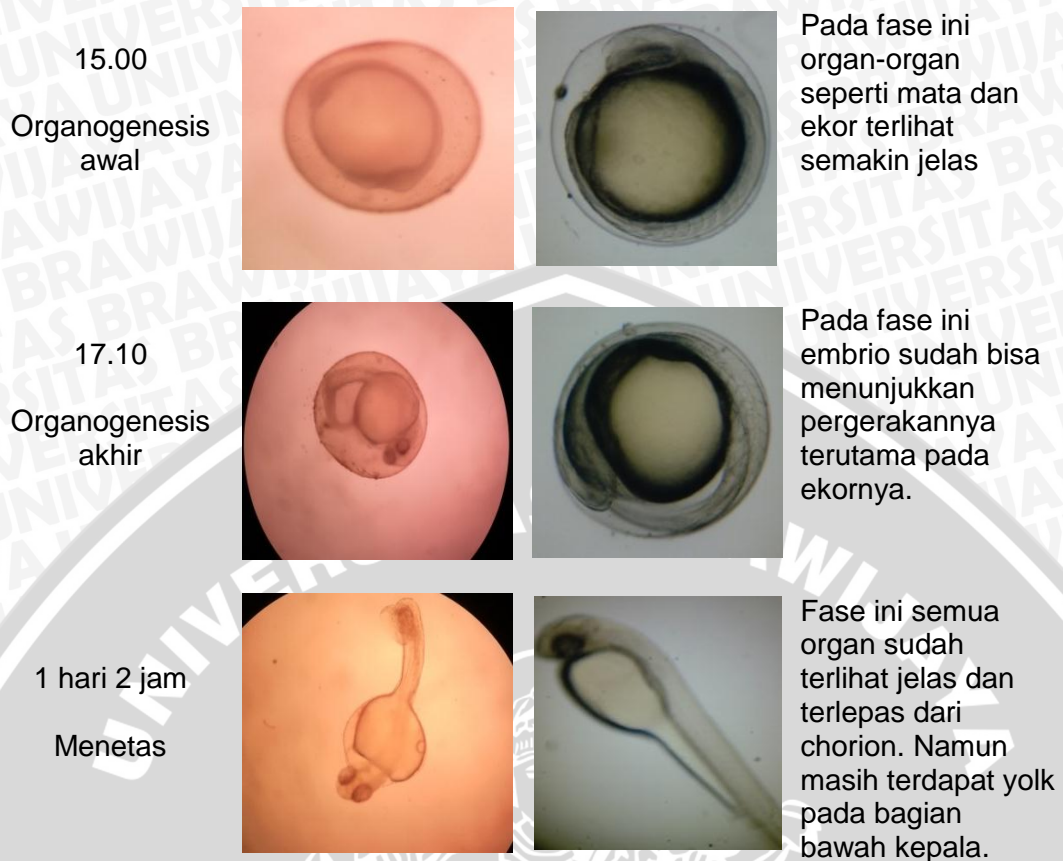 15.00
Organogenesis
awal
Pada fase ini
organ-organ
seperti mata dan
ekor terlihat
semakin jelas
17.10
Organogenesis
akhir
Pada fase ini
embrio sudah bisa
menunjukkan
pergerakannya
terutama pada
ekornya.
1 hari 2 jam
Menetas
Fase ini semua
organ sudah
terlihat jelas dan
terlepas dari
chorion. Namun
masih terdapat yolk
pada bagian
bawah kepala.